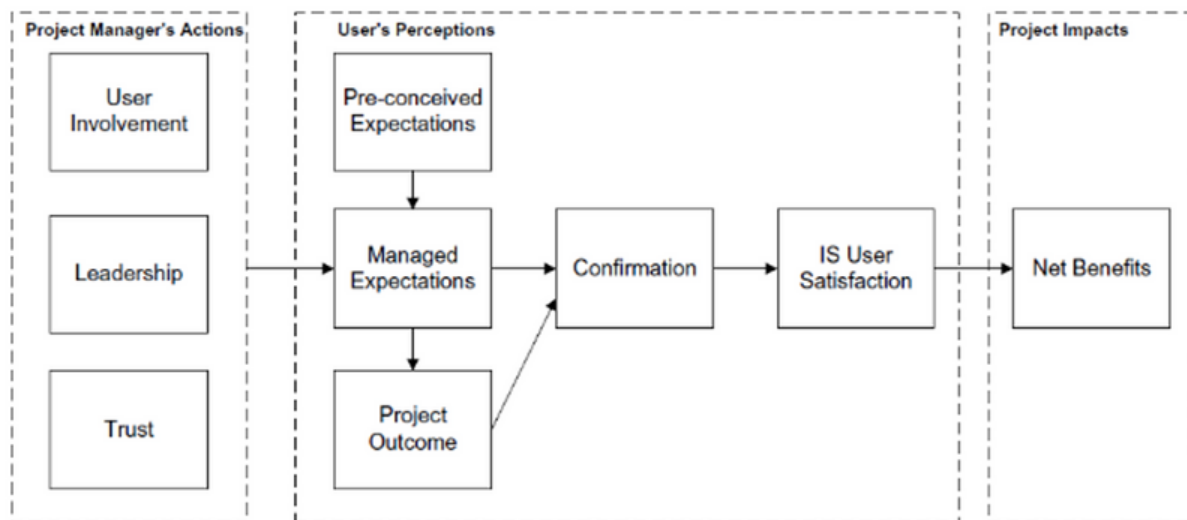 Project Manager's Actions
User
Involvement
Leadership
Trust
User's Perceptions
Pre-conceived
Expectations
Managed
Expectations
Project
Outcome
Confirmation
IS User
Satisfaction
Project Impacts
Net Benefits